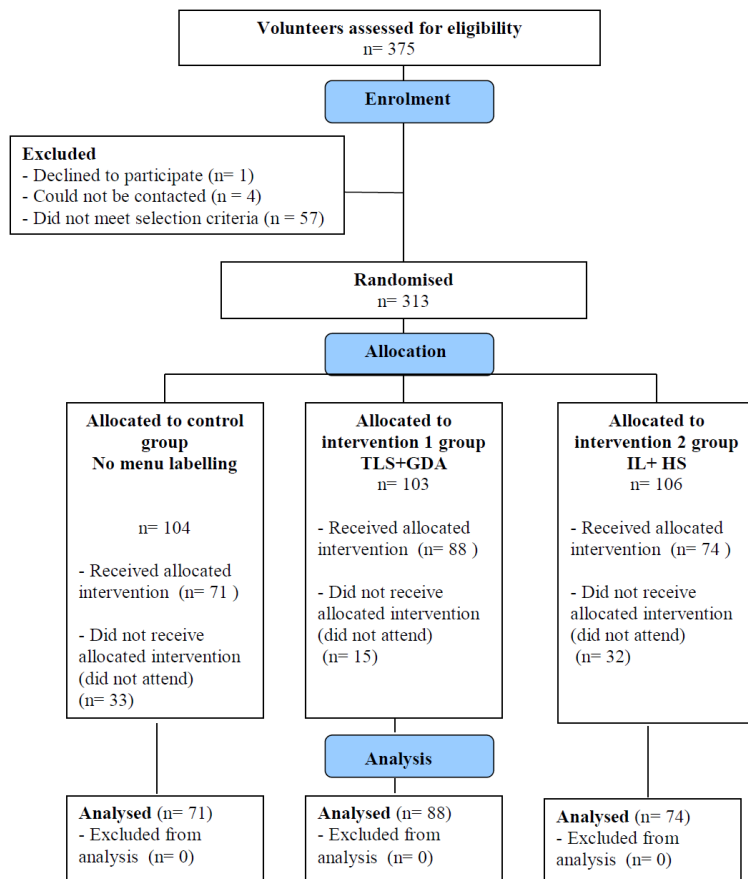 Volunteers assessed for eligibility
n= 375
Enrolment
Excluded
- Declined to participate (n= 1)
- Could not be contacted (n = 4)
- Did not meet selection criteria (n = 57)
Randomised
n= 313
Allocation
Allocated to control
group
No menu labelling
n= 104
- Received allocated
intervention (n= 71 )
- Did not receive
allocated intervention
(did not attend)
(n= 33)
Allocated to
intervention 1 group
TLS+GDA
n= 103
- Received allocated
intervention (n= 88 )
- Did not receive
allocated intervention
(did not attend)
(n= 15)
Allocated to
intervention 2 group
IL+ HS
n= 106
- Received allocated
intervention (n= 74 )
- Did not receive
allocated intervention
(did not attend)
(n= 32)
Analysis
Analysed (n= 71)
- Excluded from
analysis (n= 0)
Analysed (n= 88)
- Excluded from
analysis (n= 0)
Analysed (n= 74)
- Excluded from
analysis (n= 0)